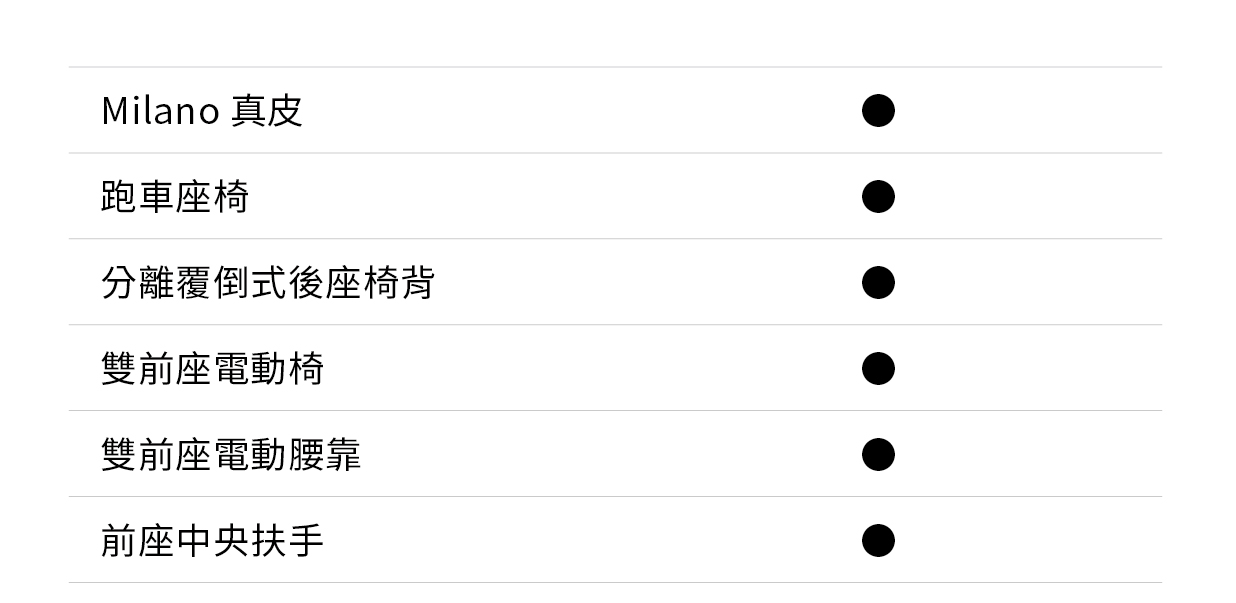 Milano 真皮 ●
跑車座椅 ●
分離覆倒式後座椅背 ●
雙前座電動椅 ●
雙前座電動腰靠 ●
前座中央扶手 ●